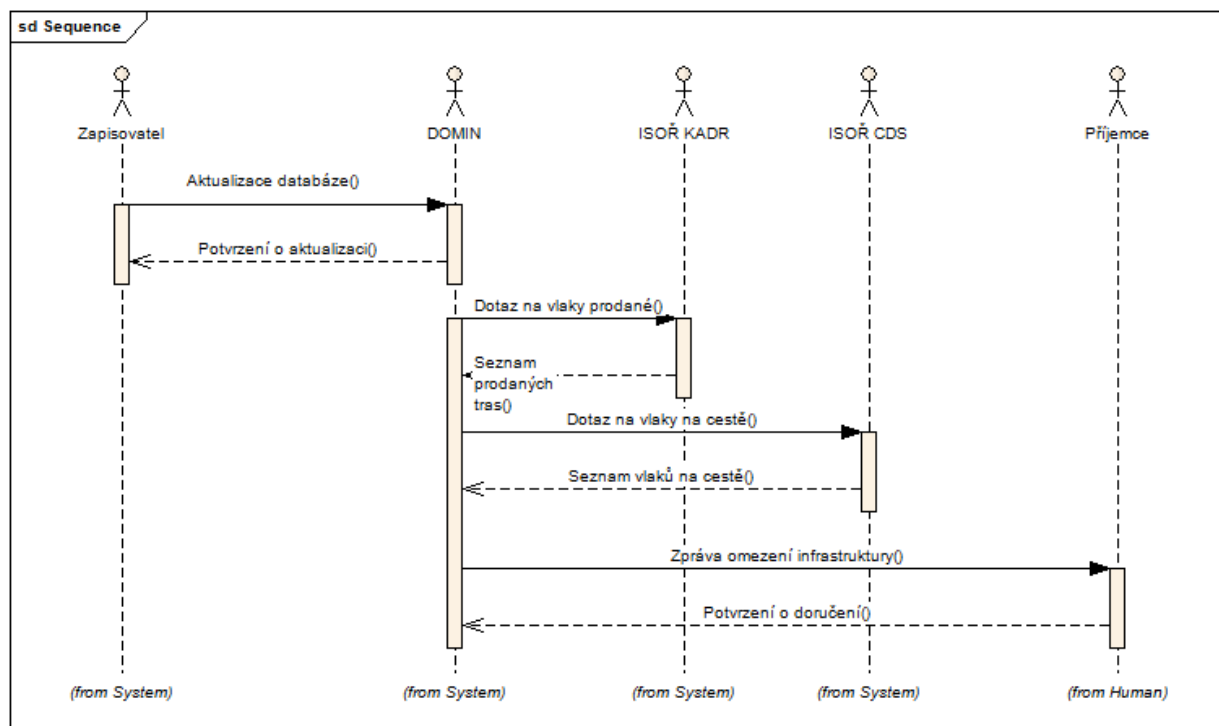 sd Sequence
Zapisovatel
DOMIN
ISOŘ KADR
ISOŘ CDS
Příjemce
Aktualizace databáze()
Potvrzení o aktualizaci()
Dotaz na vlaky prodané()
Seznam
prodaných
tras()
Dotaz na vlaky na cestě()
Seznam vlaků na cestě()
Zpráva omezení infrastruktury()
Potvrzení o doručení()
(from System)
(from System)
(from System)
(from System)
(from Human)